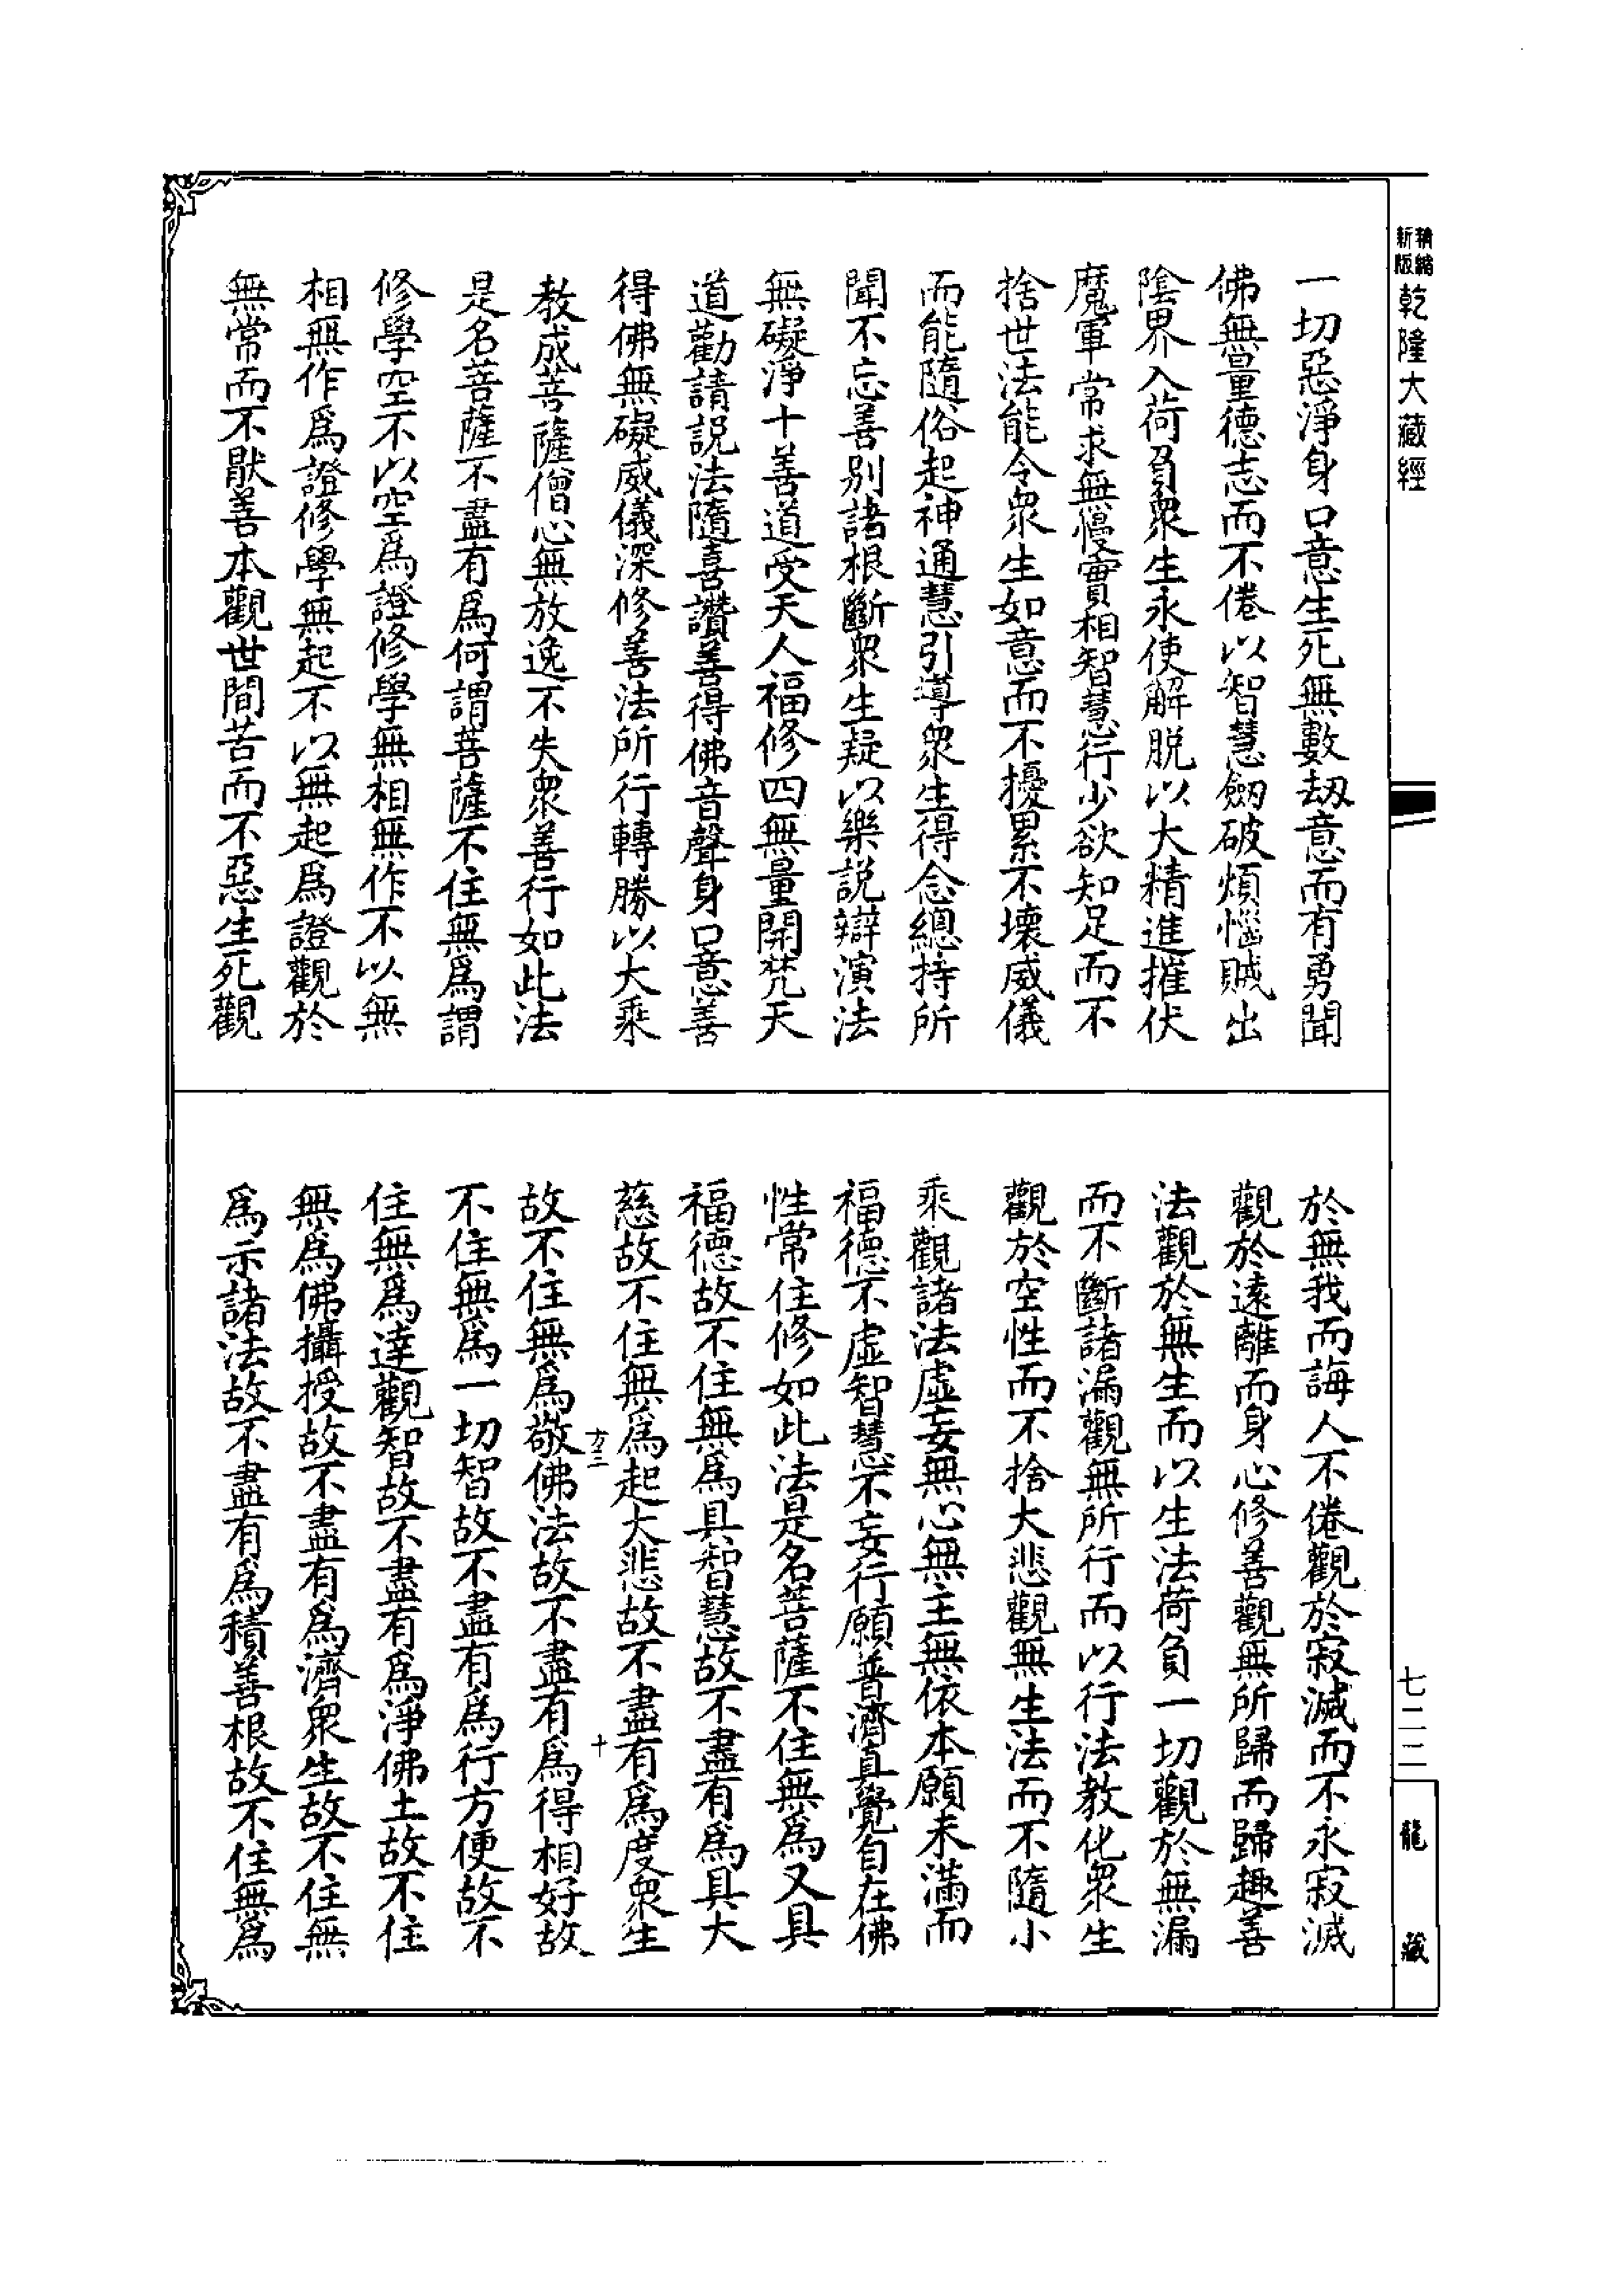 精縮新版乾隆大藏經
一切惡淨身口意生死無數劫意而有勇聞
佛無量德志而不倦以智慧劒破煩惱賊出
陰界入荷負衆生永使解脱以大精進摧伏
魔軍常求無慢實相智慧行少欲知足而不
捨世法能令衆生如意而不擾累不壞威儀
而能隨俗起神通慧引導衆生得念總持所
聞不忘善别諸根斷衆生疑以樂説辯演法
無礙淨十善道受天人福修四無量開梵天
道勸請説法隨喜讚善得佛音聲身口意善
得佛無礙威儀深修善法所行轉勝以大乘
教成菩薩僧心無放逸不失衆善行如此法
是名菩薩不盡有爲何謂菩薩不住無爲謂
修學空不以空爲證修學無相無作不以無
相無作爲證修學無起不以無起爲證觀於
無常而不厭善本觀世間苦而不惡生死觀
於無我而誨人不倦觀於寂滅而不永寂滅
觀於遠離而身心修善觀無所歸而歸趣善
法觀於無生而以生法荷負一切觀於無漏
而不斷諸漏觀無所行而以行法教化衆生
觀於空性而不捨大悲觀無生法而不隨小
乘觀諸法虛妄無心無主無依本願未滿而
福德不虛智慧不妄行願普濟真覺自在佛
性常住修如此法是名菩薩不住無爲又具
福德故不住無爲具智慧故不盡有爲具大
慈故不住無爲起大悲故不盡有爲度衆生
故不住無爲敬佛法故不盡有爲得相好故
不住無爲一切智故不盡有爲行方便故不
住無爲達觀智故不盡有爲淨佛土故不住
無爲佛攝授故不盡有爲濟衆生故不住無
爲示諸法故不盡有爲積善根故不住無爲
方三
十
七二二
龍藏